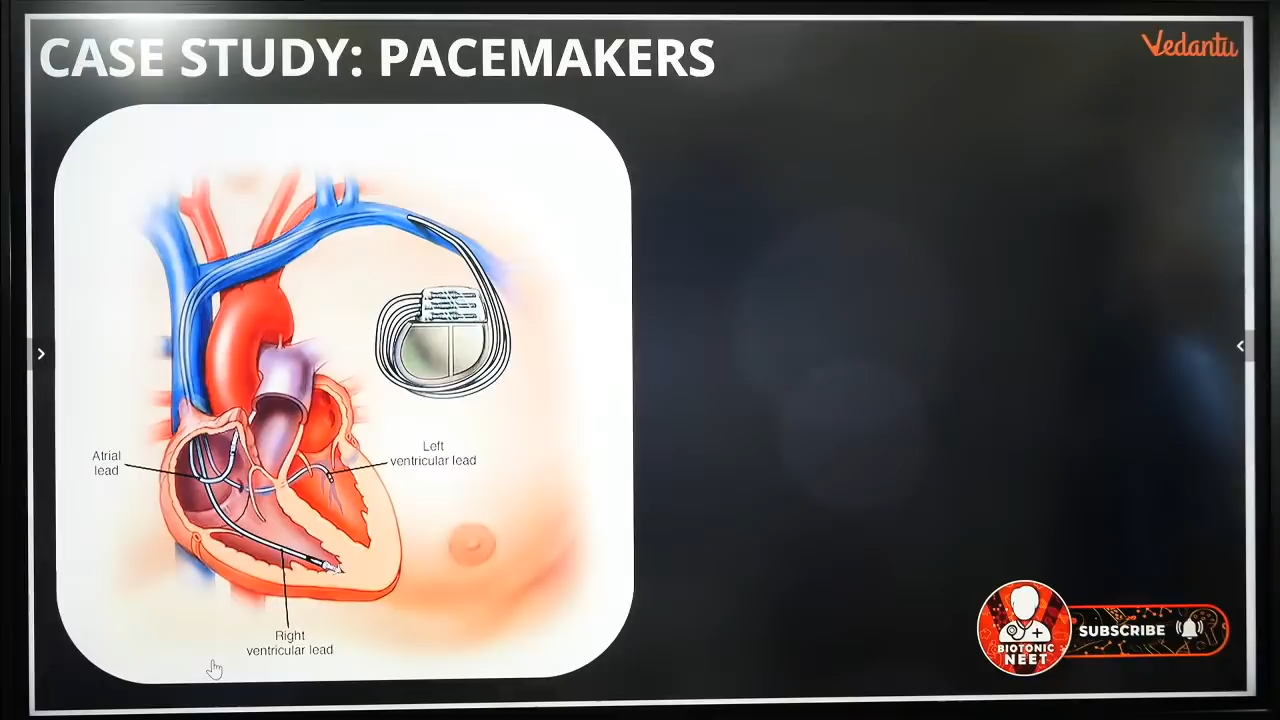 CASE STUDY: PACEMAKERS
Vedantu
Atrial
lead
Left
ventricular lead
Right
ventricular lead
BIOTONIC
NEET
SUBSCRIBE